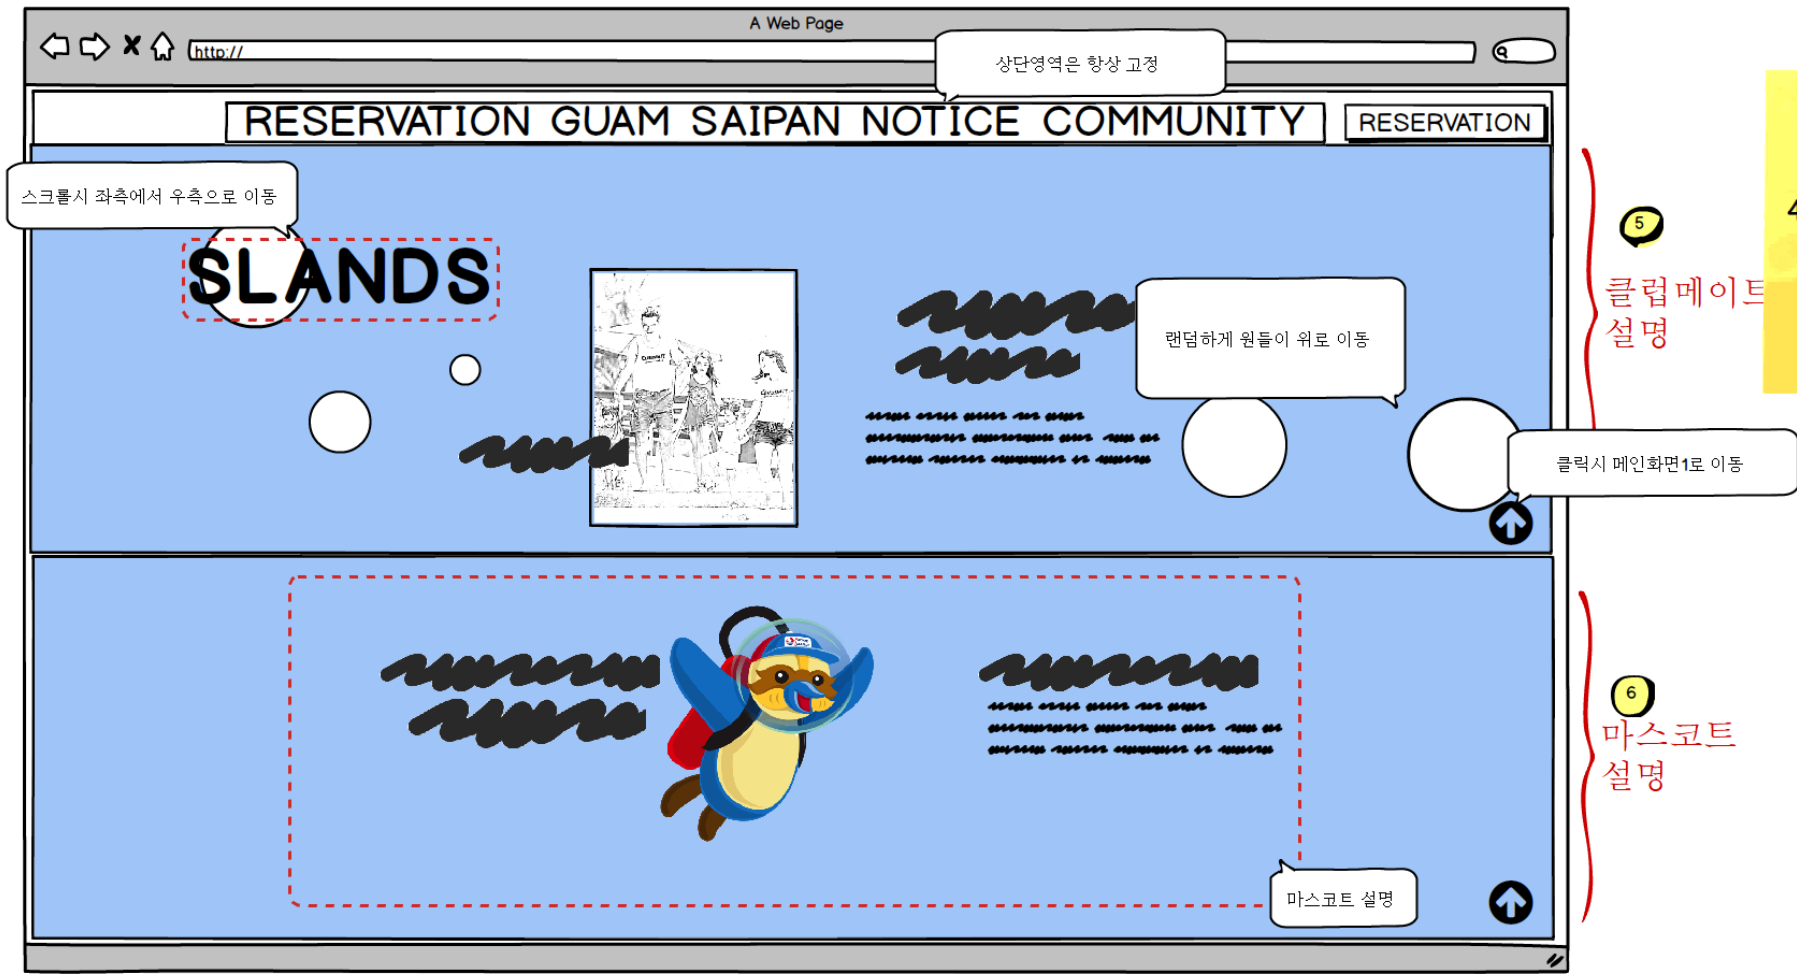 A Web Page
http://
상단영역은 항상 고정
RESERVATION GUAM SAIPAN NOTICE COMMUNITY
RESERVATION
스크롤시 좌측에서 우측으로 이동
SLANDS
5
클럽메이트
설명
4
랜덤하게 원들이 위로 이동
클릭시 메인화면1로 이동
6
마스코트
설명
마스코트 설명